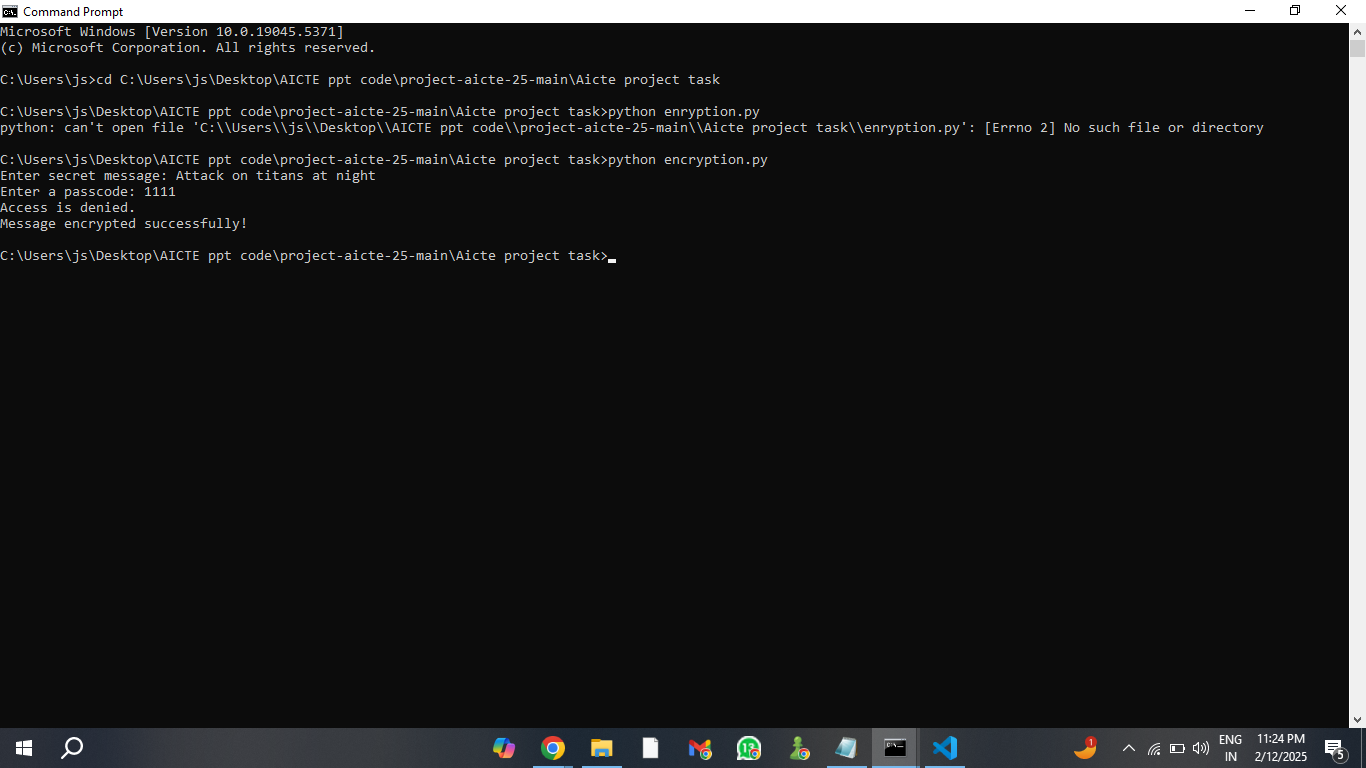 Command Prompt
Microsoft Windows [Version 10.0.19045.5371]
(c) Microsoft Corporation. All rights reserved.
C:\Users\js>cd C:\Users\js\Desktop\AICTE ppt code\project-aicte-25-main\Aicte project task
C:\Users\js\Desktop\AICTE ppt code\project-aicte-25-main\Aicte project task>python enryption.py
python: can't open file 'C:\\Users\\js\\Desktop\\AICTE ppt code\\project-aicte-25-main\\Aicte project task\\enryption.py': [Errno 2] No such file or directory
C:\Users\js\Desktop\AICTE ppt code\project-aicte-25-main\Aicte project task>python encryption.py
Enter secret message: Attack on titans at night
Enter a passcode: 1111
Access is denied.
Message encrypted successfully!
C:\Users\js\Desktop\AICTE ppt code\project-aicte-25-main\Aicte project task>
13
1
ENG
IN
11:24 PM
2/12/2025
5